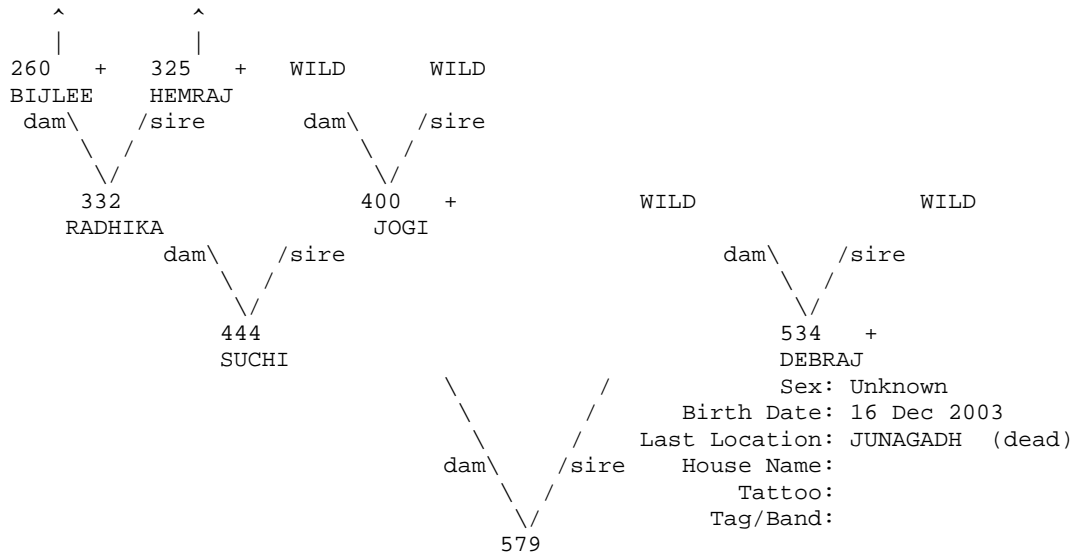 ^ ^
| |
260 + 325 + WILD WILD
BIJLEE HEMRAJ
dam\ /sire dam\ /sire
\ / \ /
\/ \/
332 400 + WILD WILD
RADHIKA JOGI
dam\ /sire dam\ /sire
\ / \ /
\/ \/
444 534 +
SUCHI DEBRAJ
\ / Sex: Unknown
\ / Birth Date: 16 Dec 2003
\ / Last Location: JUNAGADH (dead)
dam\ /sire House Name:
\ / Tattoo:
\/ Tag/Band:
579